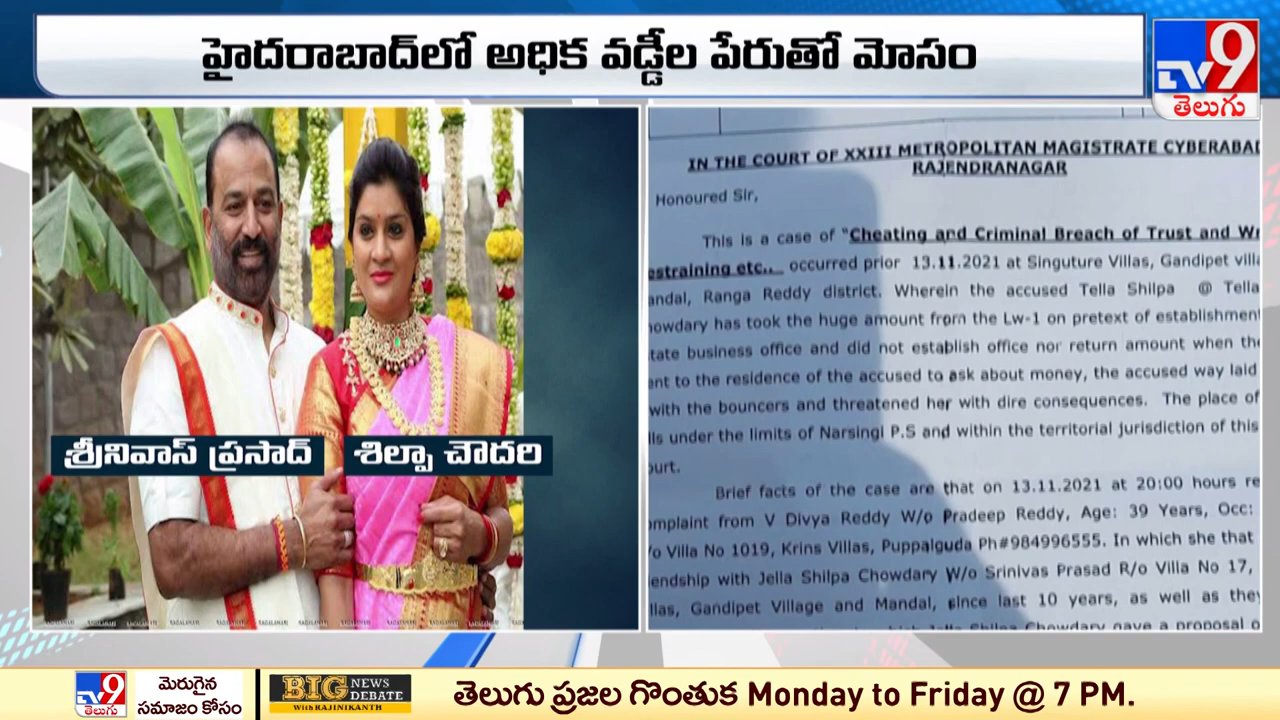 హైదరాబాద్‌లో అధిక వడ్డీల పేరుతో మోసం
TV9
తెలుగు
శ్రీనివాస్ ప్రసాద్
శిల్పా చౌదరి
IN THE COURT OF XXIII METROPOLITAN MAGISTRATE CYBERABAD
RAJENDRANAGAR
Honoured Sir,
This is a case of "Cheating and Criminal Breach of Trust and Wr
estraining etc., occurred prior 13.11.2021 at Singuture Villas, Gandipet villa
andal, Ranga Reddy district. Wherein the accused Tella Shilpa @ Tella
howdary has took the huge amount from the Lw-1 on pretext of establishment
tate business office and did not establish office nor return amount when the
ent to the residence of the accused to ask about money, the accused way laid
with the bouncers and threatened her with dire consequences. The place of
lls under the limits of Narsingi P.S and within the territorial jurisdiction of this
ourt.
Brief facts of the case are that on 13.11.2021 at 20:00 hours re
omplaint from V Divya Reddy W/o Pradeep Reddy, Age: 39 Years, Occ:
/o Villa No 1019, Krins Villas, Puppalguda Ph#984996555. In which she that
endship with Jella Shilpa Chowdary W/o Srinivas Prasad R/o Villa No 17,
llas, Gandipet Village and Mandal, since last 10 years, as well as they
Shilpa Chowdary gave a proposal o
TV9
తెలుగు
మెరుగైన
సమాజం కోసం
BIG NEWS DEBATE
With RAJINIKANTH
తెలుగు ప్రజల గొంతుక Monday to Friday @ 7 PM.